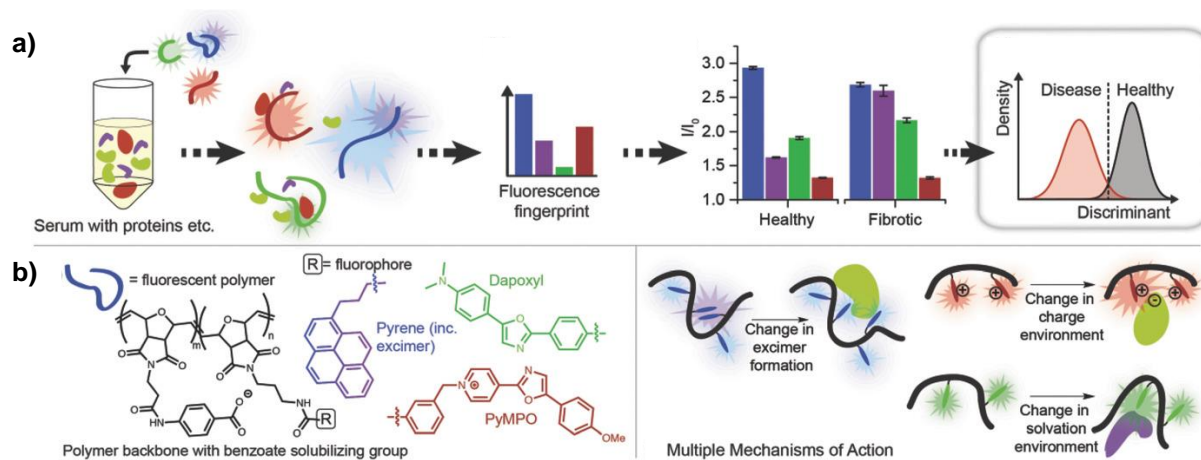 a)
Serum with proteins etc.
Fluorescence
fingerprint
I/I0
3.0
2.5
2.0
1.5
1.0
Healthy
Fibrotic
Density
Disease
Healthy
Discriminant
b)
= fluorescent polymer
R = fluorophore
m
n
O
O
N
O
O
O
N
O
O
NH
O
O
⊖
NH
O
R
Polymer backbone with benzoate solubilizing group
Pyrene (inc.
excimer)
Dapoxyl
N
O
N
N
⊕
N
O
PyMPO
OMe
Change in
excimer
formation
Multiple Mechanisms of Action
⊕
⊕
Change in
charge
environment
⊕
⊕
⊖
Change in
solvation
environment